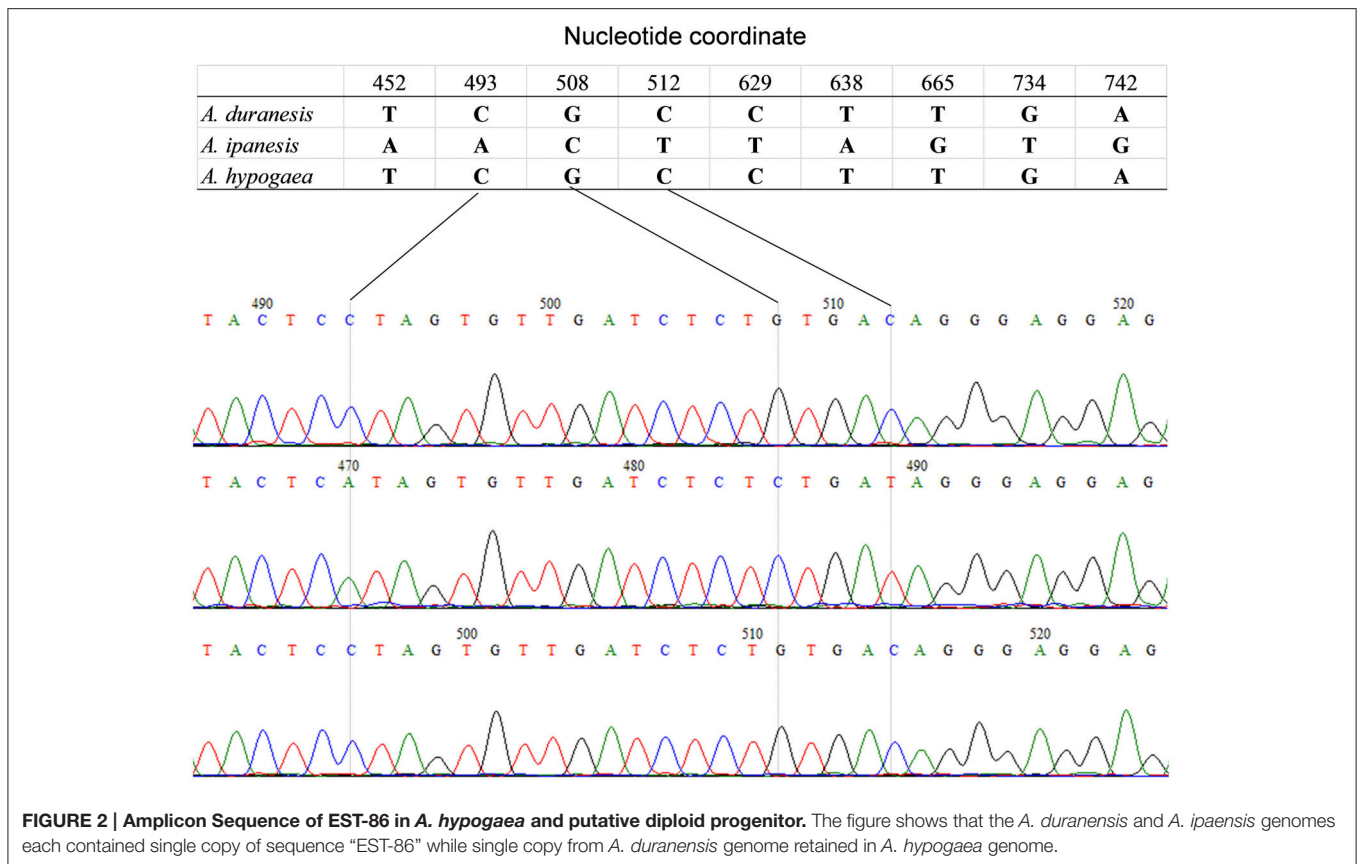 Nucleotide coordinate
452 493 508 512 629 638 665 734 742
A. duranesis T C G C C T T G A
A. ipanesis A A C T T A G T G
A. hypogaea T C G C C T T G A
490 500 510 520
T A C T C C T A G T G T T G A T C T C T G T G A C A G G G A G G A G
470 480 490
T A C T C A T A G T G T T G A T C T C T C T G A T A G G G A G G A G
500 510 520
T A C T C C T A G T G T T G A T C T C T G T G A C A G G G A G G A G
FIGURE 2 | Amplicon Sequence of EST-86 in A. hypogaea and putative diploid progenitor. The figure shows that the A. duranensis and A. ipaensis genomes
each contained single copy of sequence “EST-86” while single copy from A. duranensis genome retained in A. hypogaea genome.